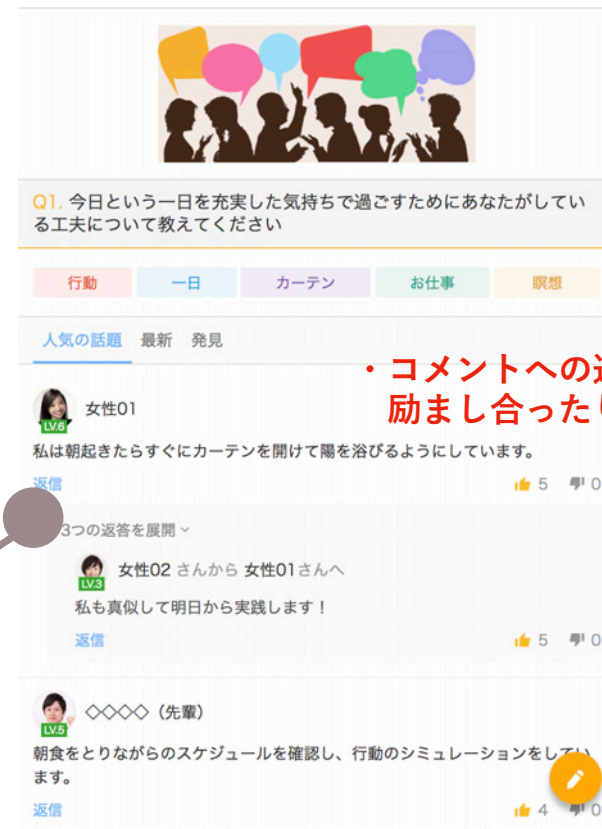 Q1. 今日という一日を充実した気持ちで過ごすためにあなたがしてい
る工夫について教えてください
行動 一日 カーテン お仕事 瞑想
人気の話題 最新 発見
・コメントへの
励まし合った
女性01
LV.6
私は朝起きたらすぐにカーテンを開けて陽を浴びるようにしています。
返信 5 0
3つの返答を展開
女性02 さんから 女性01さんへ
LV.3
私も真似して明日から実践します！
返信 5 0
◇◇◇◇（先輩）
LV.5
朝食をとりながらのスケジュールを確認し、行動のシミュレーションをしてい
ます。
返信 4 0